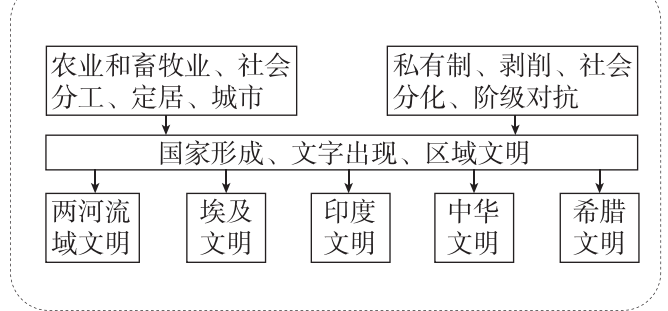 农业和畜牧业、社会
分工、定居、城市
私有制、剥削、社会
分化、阶级对抗
国家形成、文字出现、区域文明
两河流
域文明
埃及
文明
印度
文明
中华
文明
希腊
文明